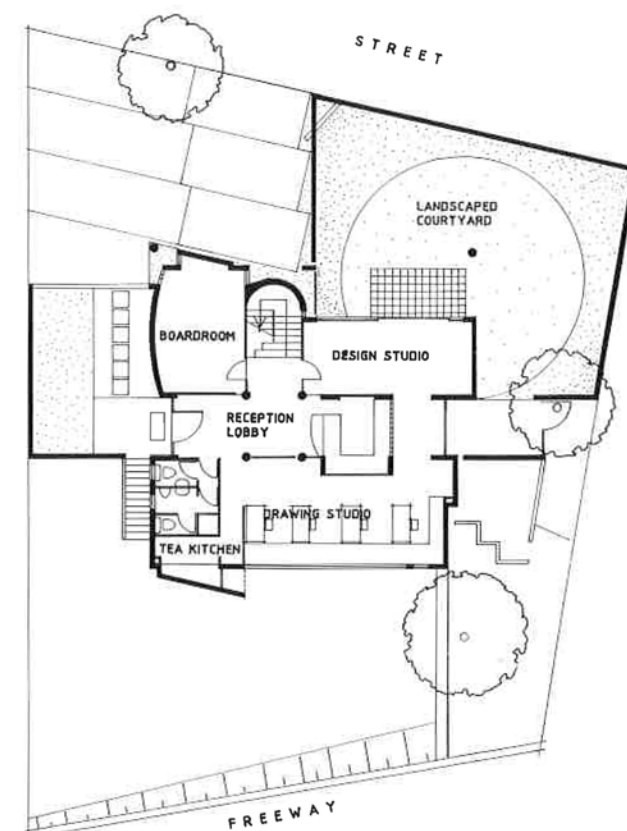 STREET
LANDSCAPED
COURTYARD
BOARDROOM
DESIGN STUDIO
RECEPTION
LOBBY
DRAWING STUDIO
TEA KITCHEN
FREEWAY